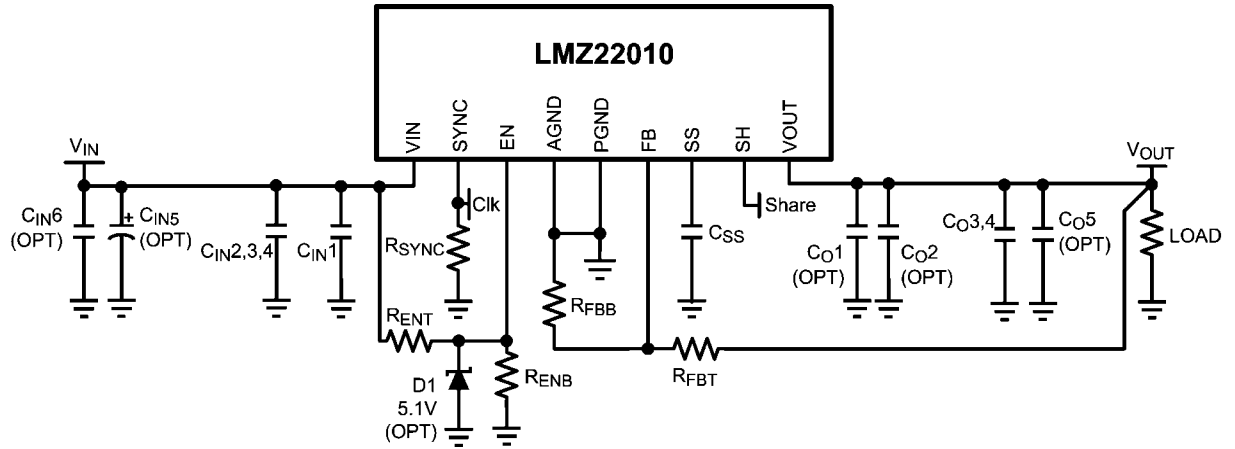 LMZ22010
VIN
SYNC
EN
AGND
PGND
FB
SS
SH
VOUT
VIN
VOUT
CIN6
(OPT)
+ CIN5
(OPT)
CIN2,3,4
CIN1
Clk
RSYNC
RENT
D1
5.1V
(OPT)
RENB
RFBB
RFBT
CSS
Share
CO1
(OPT)
CO2
(OPT)
CO3,4
CO5
(OPT)
LOAD